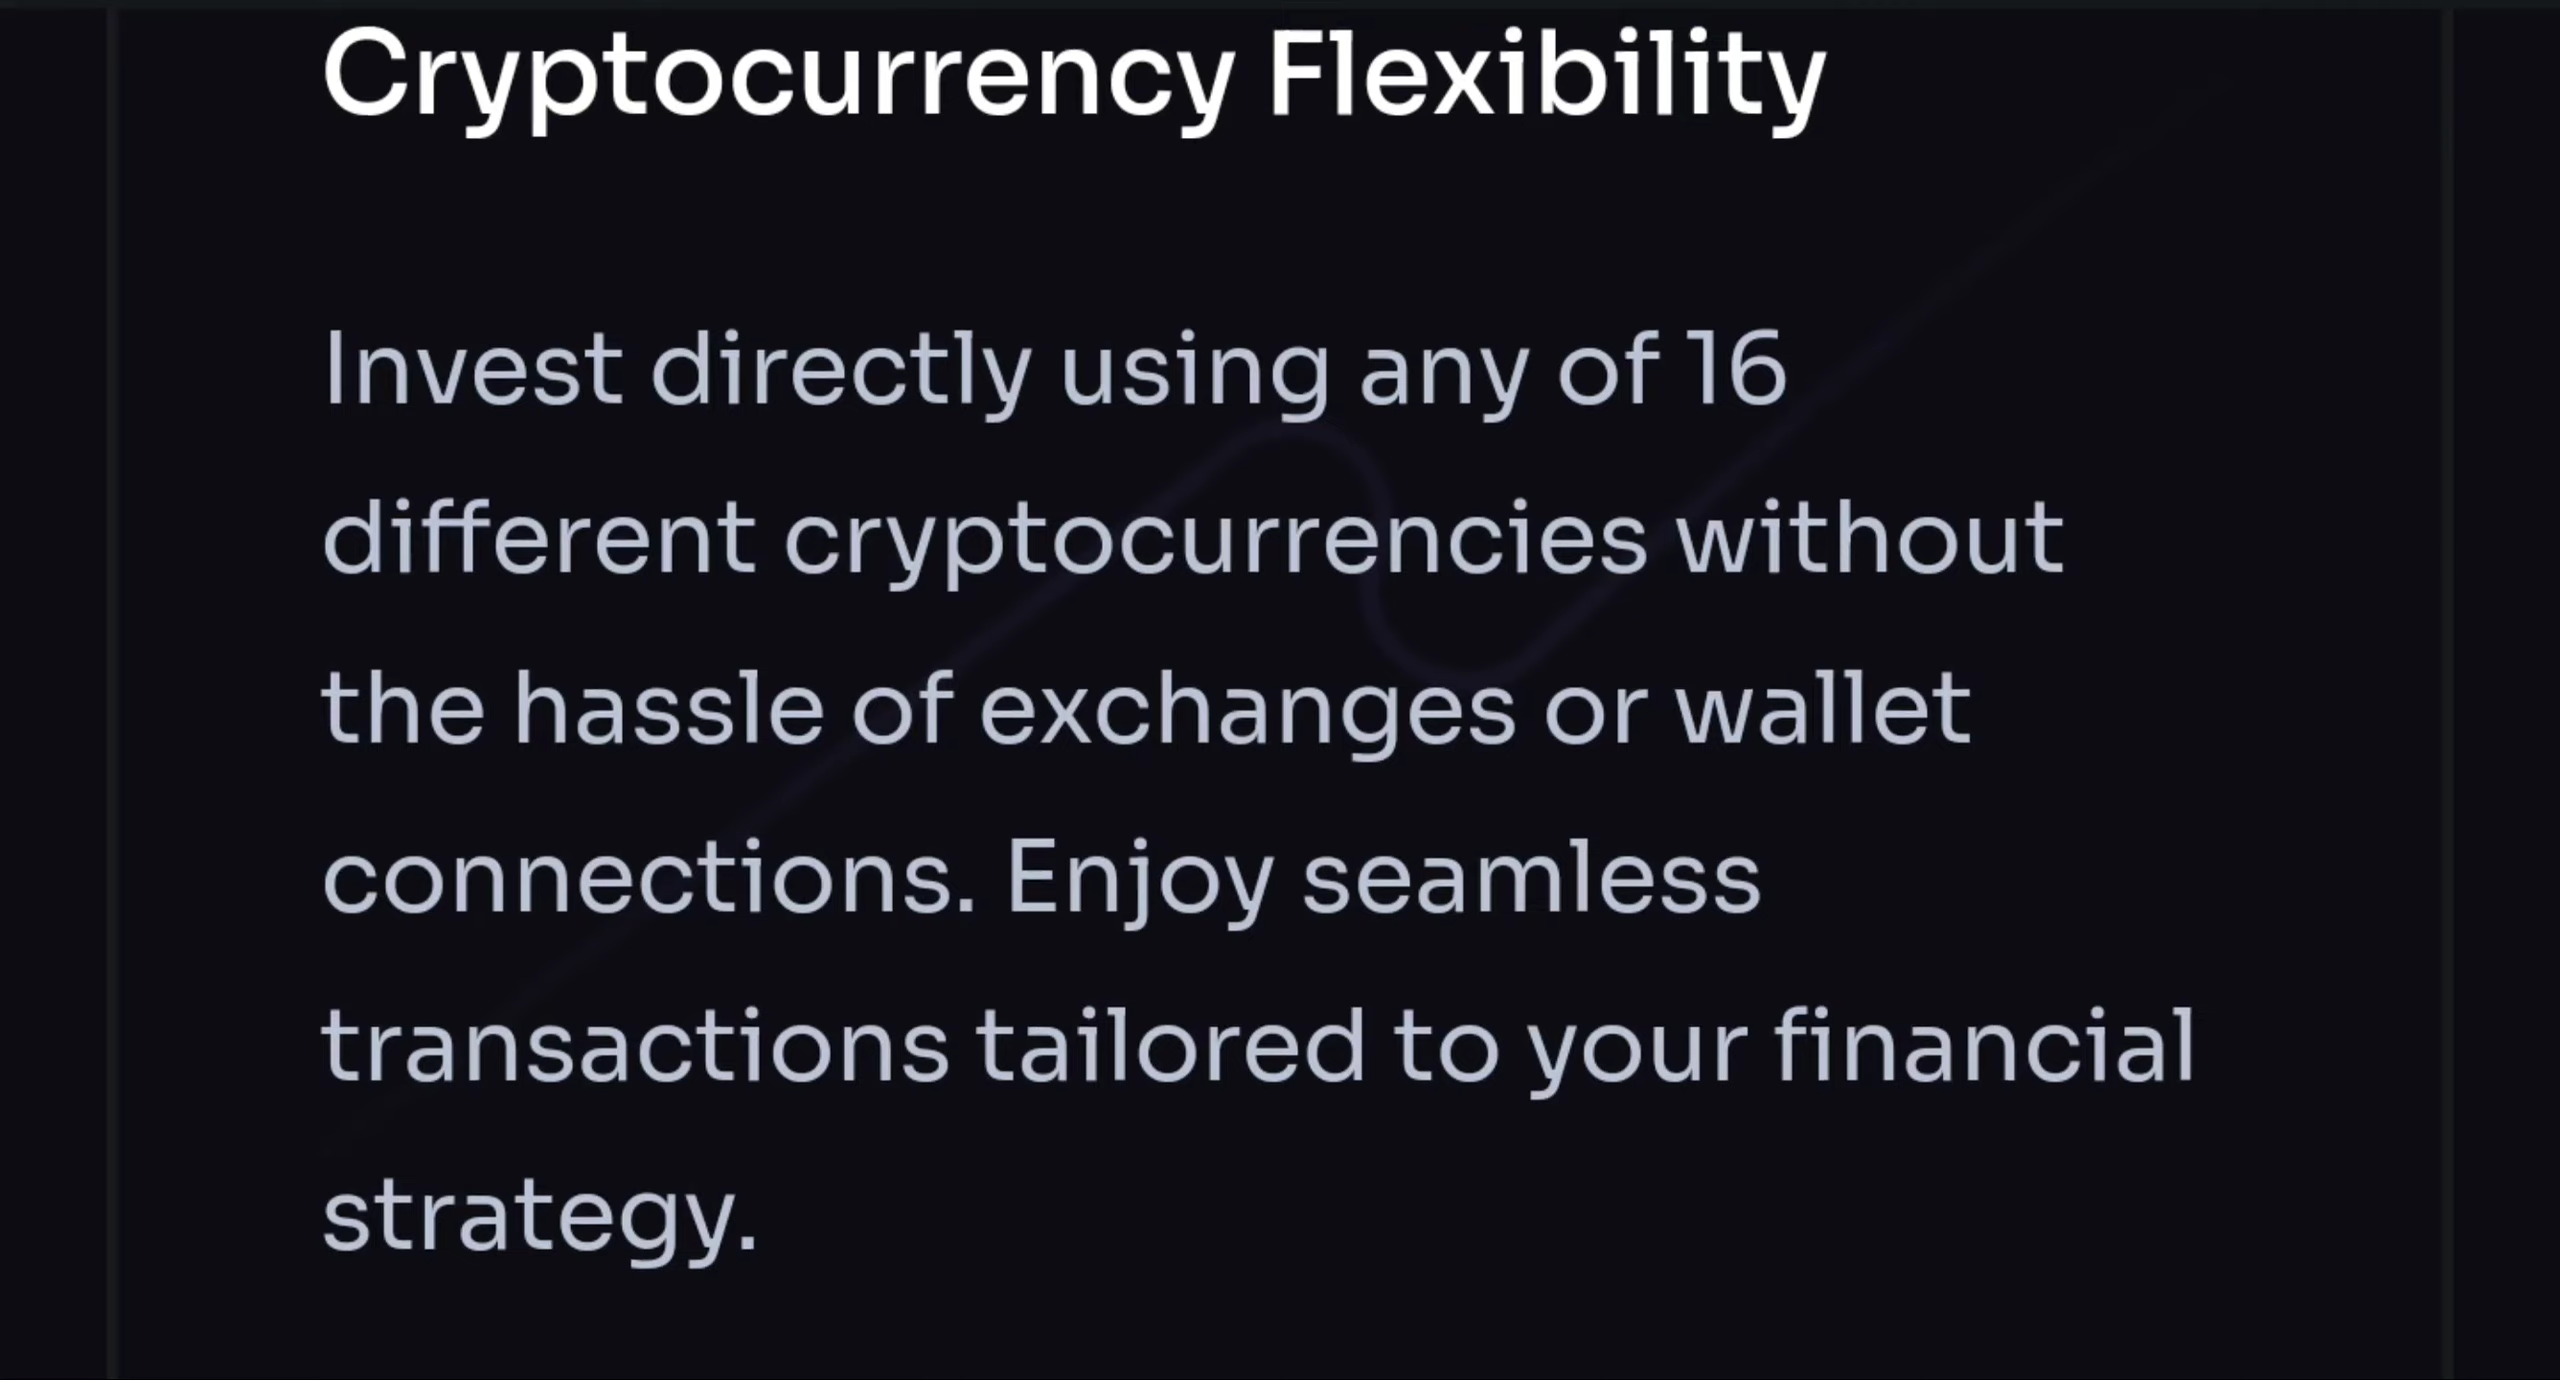 Cryptocurrency Flexibility
Invest directly using any of 16
different cryptocurrencies without
the hassle of exchanges or wallet
connections. Enjoy seamless
transactions tailored to your financial
strategy.